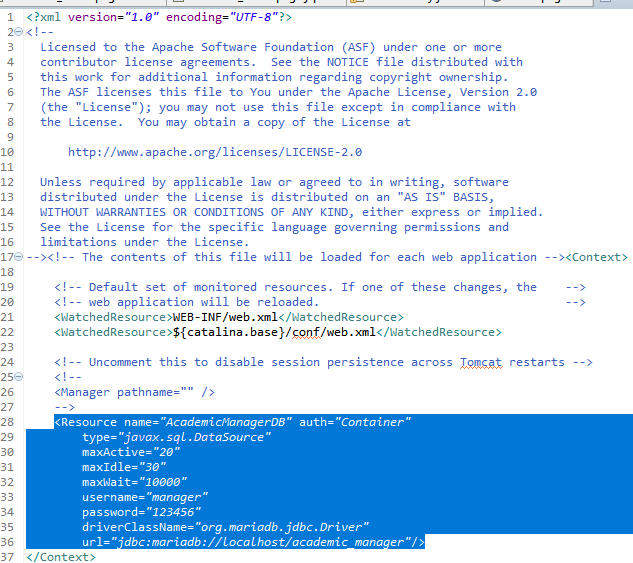 1 <?xml version="1.0" encoding="UTF-8"?>
2 <!--
3 Licensed to the Apache Software Foundation (ASF) under one or more
4 contributor license agreements.  See the NOTICE file distributed with
5 this work for additional information regarding copyright ownership.
6 The ASF licenses this file to You under the Apache License, Version 2.0
7 (the "License"); you may not use this file except in compliance with
8 the License.  You may obtain a copy of the License at
9
10 http://www.apache.org/licenses/LICENSE-2.0
11
12 Unless required by applicable law or agreed to in writing, software
13 distributed under the License is distributed on an "AS IS" BASIS,
14 WITHOUT WARRANTIES OR CONDITIONS OF ANY KIND, either express or implied.
15 See the License for the specific language governing permissions and
16 limitations under the License.
17 --><!-- The contents of this file will be loaded for each web application --><Context>
18
19 <!-- Default set of monitored resources. If one of these changes, the    -->
20 <!-- web application will be reloaded.                                   -->
21 <WatchedResource>WEB-INF/web.xml</WatchedResource>
22 <WatchedResource>${catalina.base}/conf/web.xml</WatchedResource>
23
24 <!-- Uncomment this to disable session persistence across Tomcat restarts -->
25 <!--
26 <Manager pathname="" />
27 -->
28 <Resource name="AcademicManagerDB" auth="Container"
29 type="javax.sql.DataSource"
30 maxActive="20"
31 maxIdle="30"
32 maxWait="10000"
33 username="manager"
34 password="123456"
35 driverClassName="org.mariadb.jdbc.Driver"
36 url="jdbc:mariadb://localhost/academic_manager"/>
37 </Context>